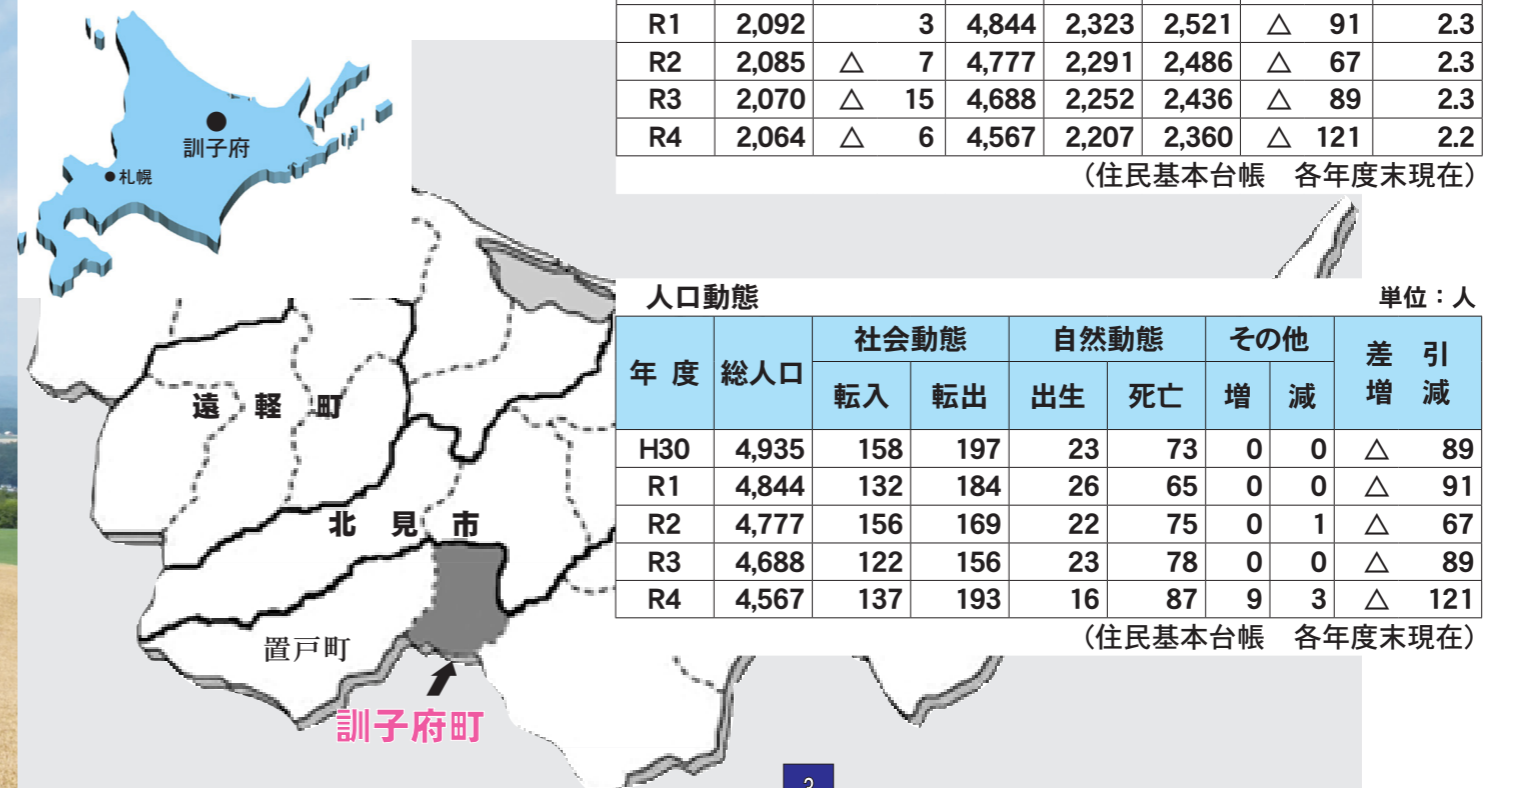 R1 2,092 3 4,844 2,323 2,521 △ 91 2.3
R2 2,085 △ 7 4,777 2,291 2,486 △ 67 2.3
R3 2,070 △ 15 4,688 2,252 2,436 △ 89 2.3
R4 2,064 △ 6 4,567 2,207 2,360 △ 121 2.2
（住民基本台帳　各年度末現在）
訓子府
札幌
人口動態 単位：人
年度 総人口 社会動態 自然動態 その他 差引増減
転入 転出 出生 死亡 増 減
H30 4,935 158 197 23 73 0 0 △ 89
R1 4,844 132 184 26 65 0 0 △ 91
R2 4,777 156 169 22 75 0 1 △ 67
R3 4,688 122 156 23 78 0 0 △ 89
R4 4,567 137 193 16 87 9 3 △ 121
（住民基本台帳　各年度末現在）
遠軽町
北見市
置戸町
訓子府町